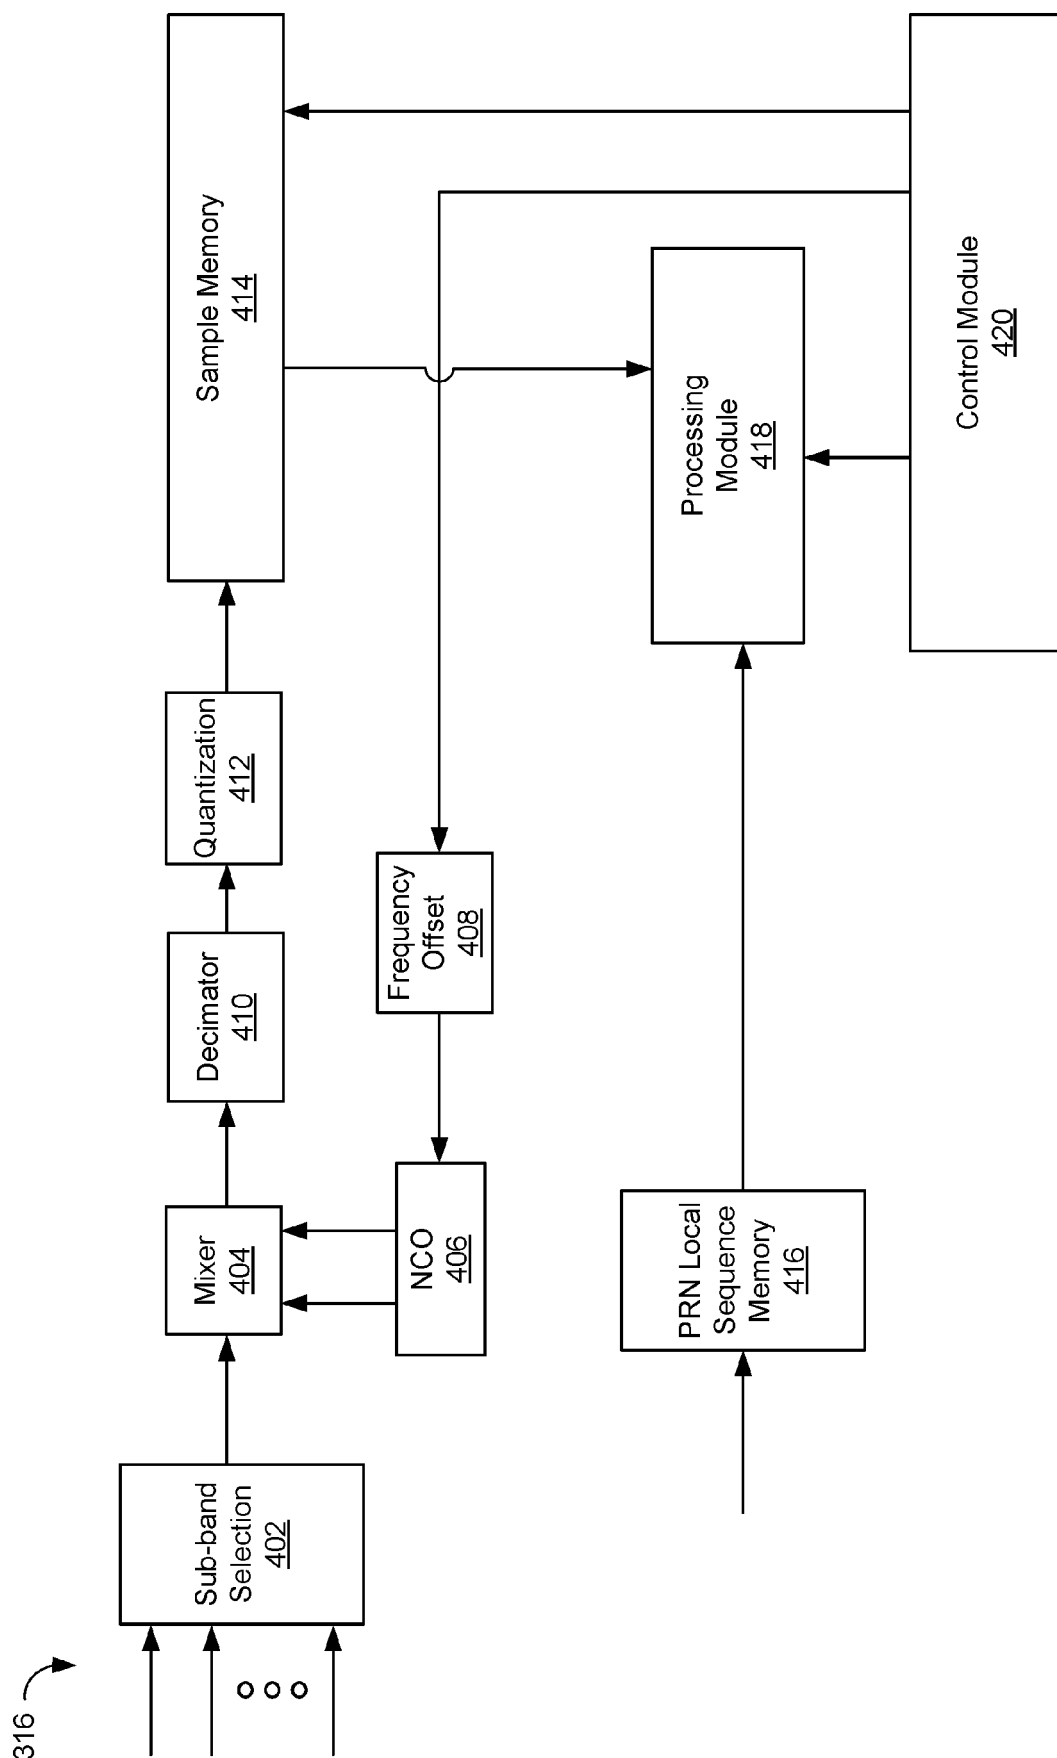 316
Sub-band
Selection
402
Mixer
404
Decimator
410
Quantization
412
Sample Memory
414
NCO
406
Frequency
Offset
408
PRN Local
Sequence
Memory
416
Processing
Module
418
Control Module
420